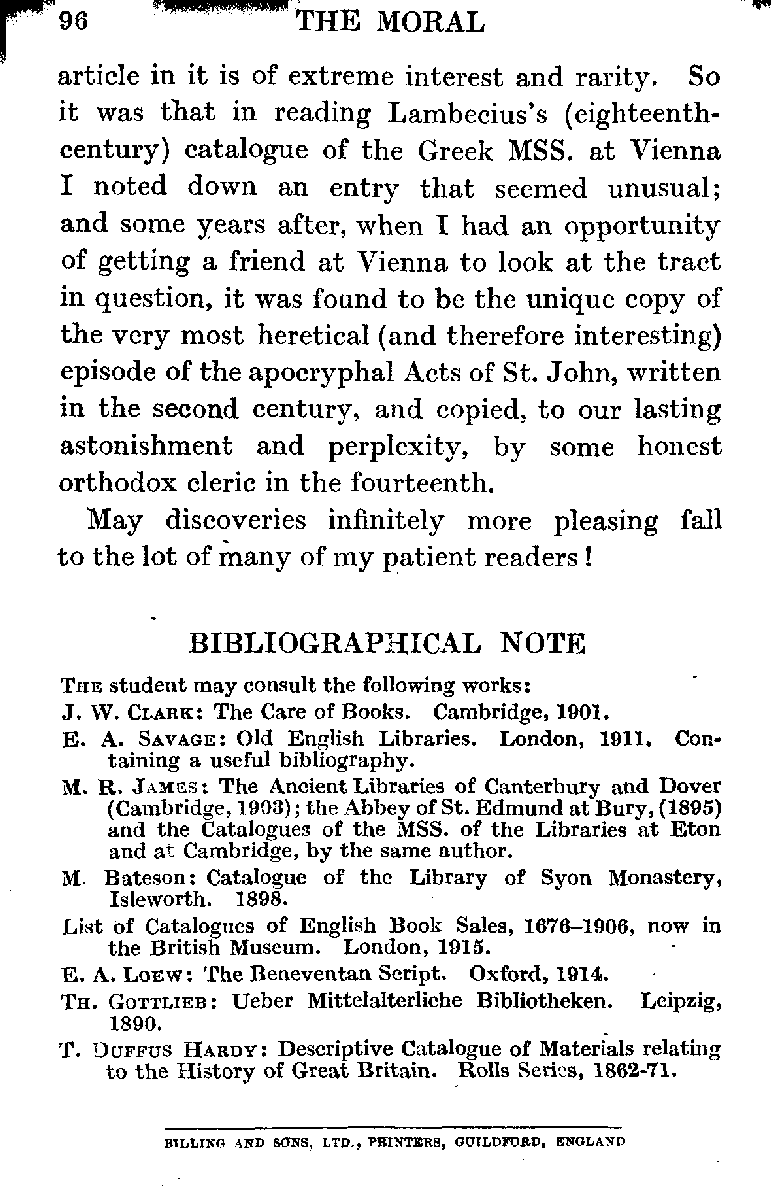 96 THE MORAL
article in it is of extreme interest and rarity. So
it was that in reading Lambecius's (eighteenth-
century) catalogue of the Greek MSS. at Vienna
I noted down an entry that seemed unusual;
and some years after, when I had an opportunity
of getting a friend at Vienna to look at the tract
in question, it was found to be the unique copy of
the very most heretical (and therefore interesting)
episode of the apocryphal Acts of St. John, written
in the second century, and copied, to our lasting
astonishment and perplexity, by some honest
orthodox cleric in the fourteenth.
May discoveries infinitely more pleasing fall
to the lot of many of my patient readers!
BIBLIOGRAPHICAL NOTE
THE student may consult the following works:
J. W. CLARK: The Care of Books. Cambridge, 1901.
E. A. SAVAGE: Old English Libraries. London, 1911. Con-
taining a useful bibliography.
M. R. JAMES: The Ancient Libraries of Canterbury and Dover
(Cambridge, 1903); the Abbey of St. Edmund at Bury, (1895)
and the Catalogues of the MSS. of the Libraries at Eton
and at Cambridge, by the same author.
M. Bateson: Catalogue of the Library of Syon Monastery,
Isleworth. 1898.
List of Catalogues of English Book Sales, 1676–1906, now in
the British Museum. London, 1915.
E. A. LOEW: The Beneventan Script. Oxford, 1914.
TH. GOTTLIEB: Ueber Mittelalterliche Bibliotheken. Leipzig,
1890.
T. DUFFUS HARDY: Descriptive Catalogue of Materials relating
to the History of Great Britain. Rolls Series, 1862-71.
BILLING AND SONS, LTD., PRINTERS, GUILDFORD, ENGLAND